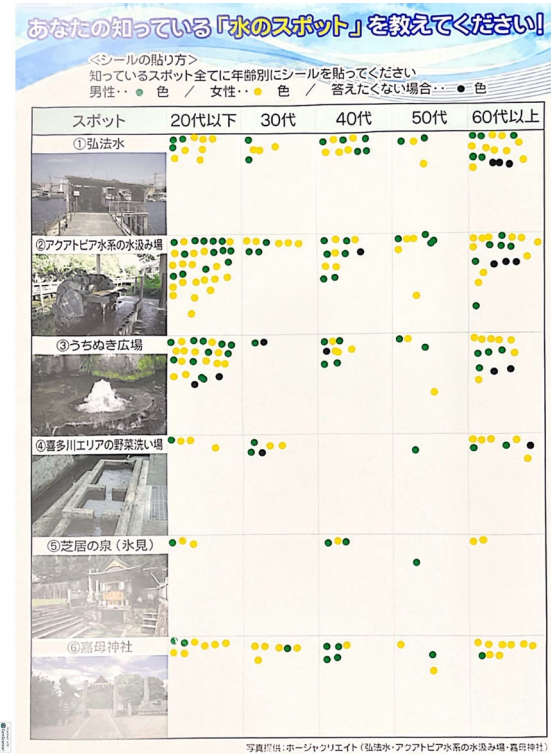 あなたの知っている「水のスポット」を教えてください!
<シールの貼り方>
知っているスポット全てに年齢別にシールを貼ってください
男性・・● 色 / 女性・・● 色 / 答えたくない場合・・● 色
スポット 20代以下 30代 40代 50代 60代以上
①弘法水
②アクアトピア水系の水汲み場
③うちぬき広場
④喜多川エリアの野菜洗い場
⑤芝居の泉(氷見)
⑥嘉母神社
写真提供:ホージャクリエイト(弘法水・アクアトピア水系の水汲み場・嘉母神社)